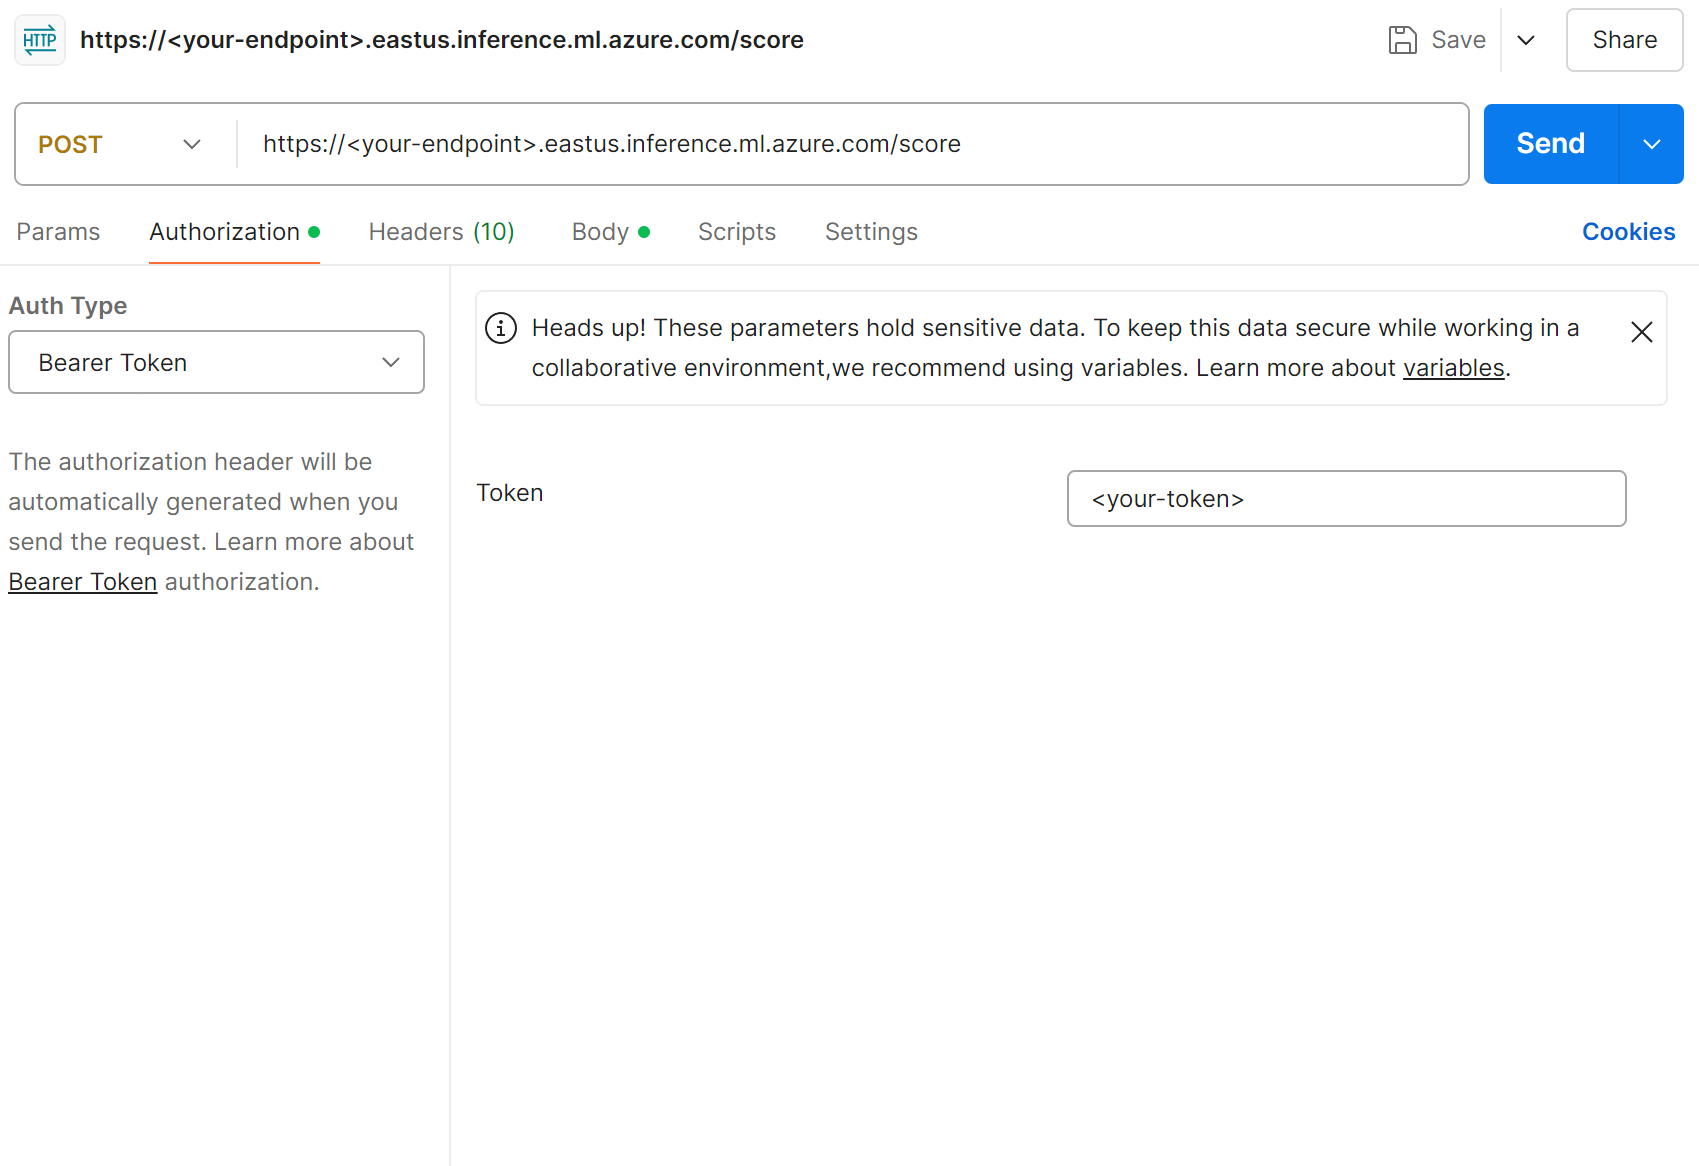 HTTP https://<your-endpoint>.eastus.inference.ml.azure.com/score Save Share
POST https://<your-endpoint>.eastus.inference.ml.azure.com/score Send
Params Authorization Headers (10) Body Scripts Settings Cookies
Auth Type
Bearer Token
The authorization header will be
automatically generated when you
send the request. Learn more about
Bearer Token authorization.
Heads up! These parameters hold sensitive data. To keep this data secure while working in a
collaborative environment,we recommend using variables. Learn more about variables.
Token <your-token>